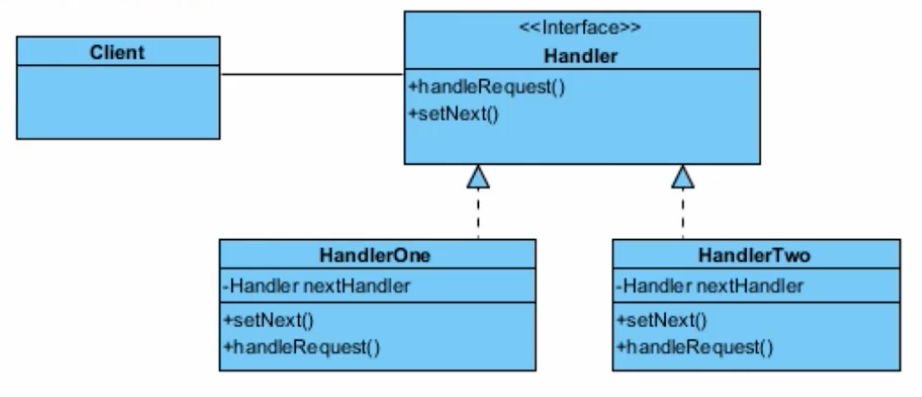 Client
<<Interface>>
Handler
+handleRequest()
+setNext()
HandlerOne
-Handler nextHandler
+setNext()
+handleRequest()
HandlerTwo
-Handler nextHandler
+setNext()
+handleRequest()